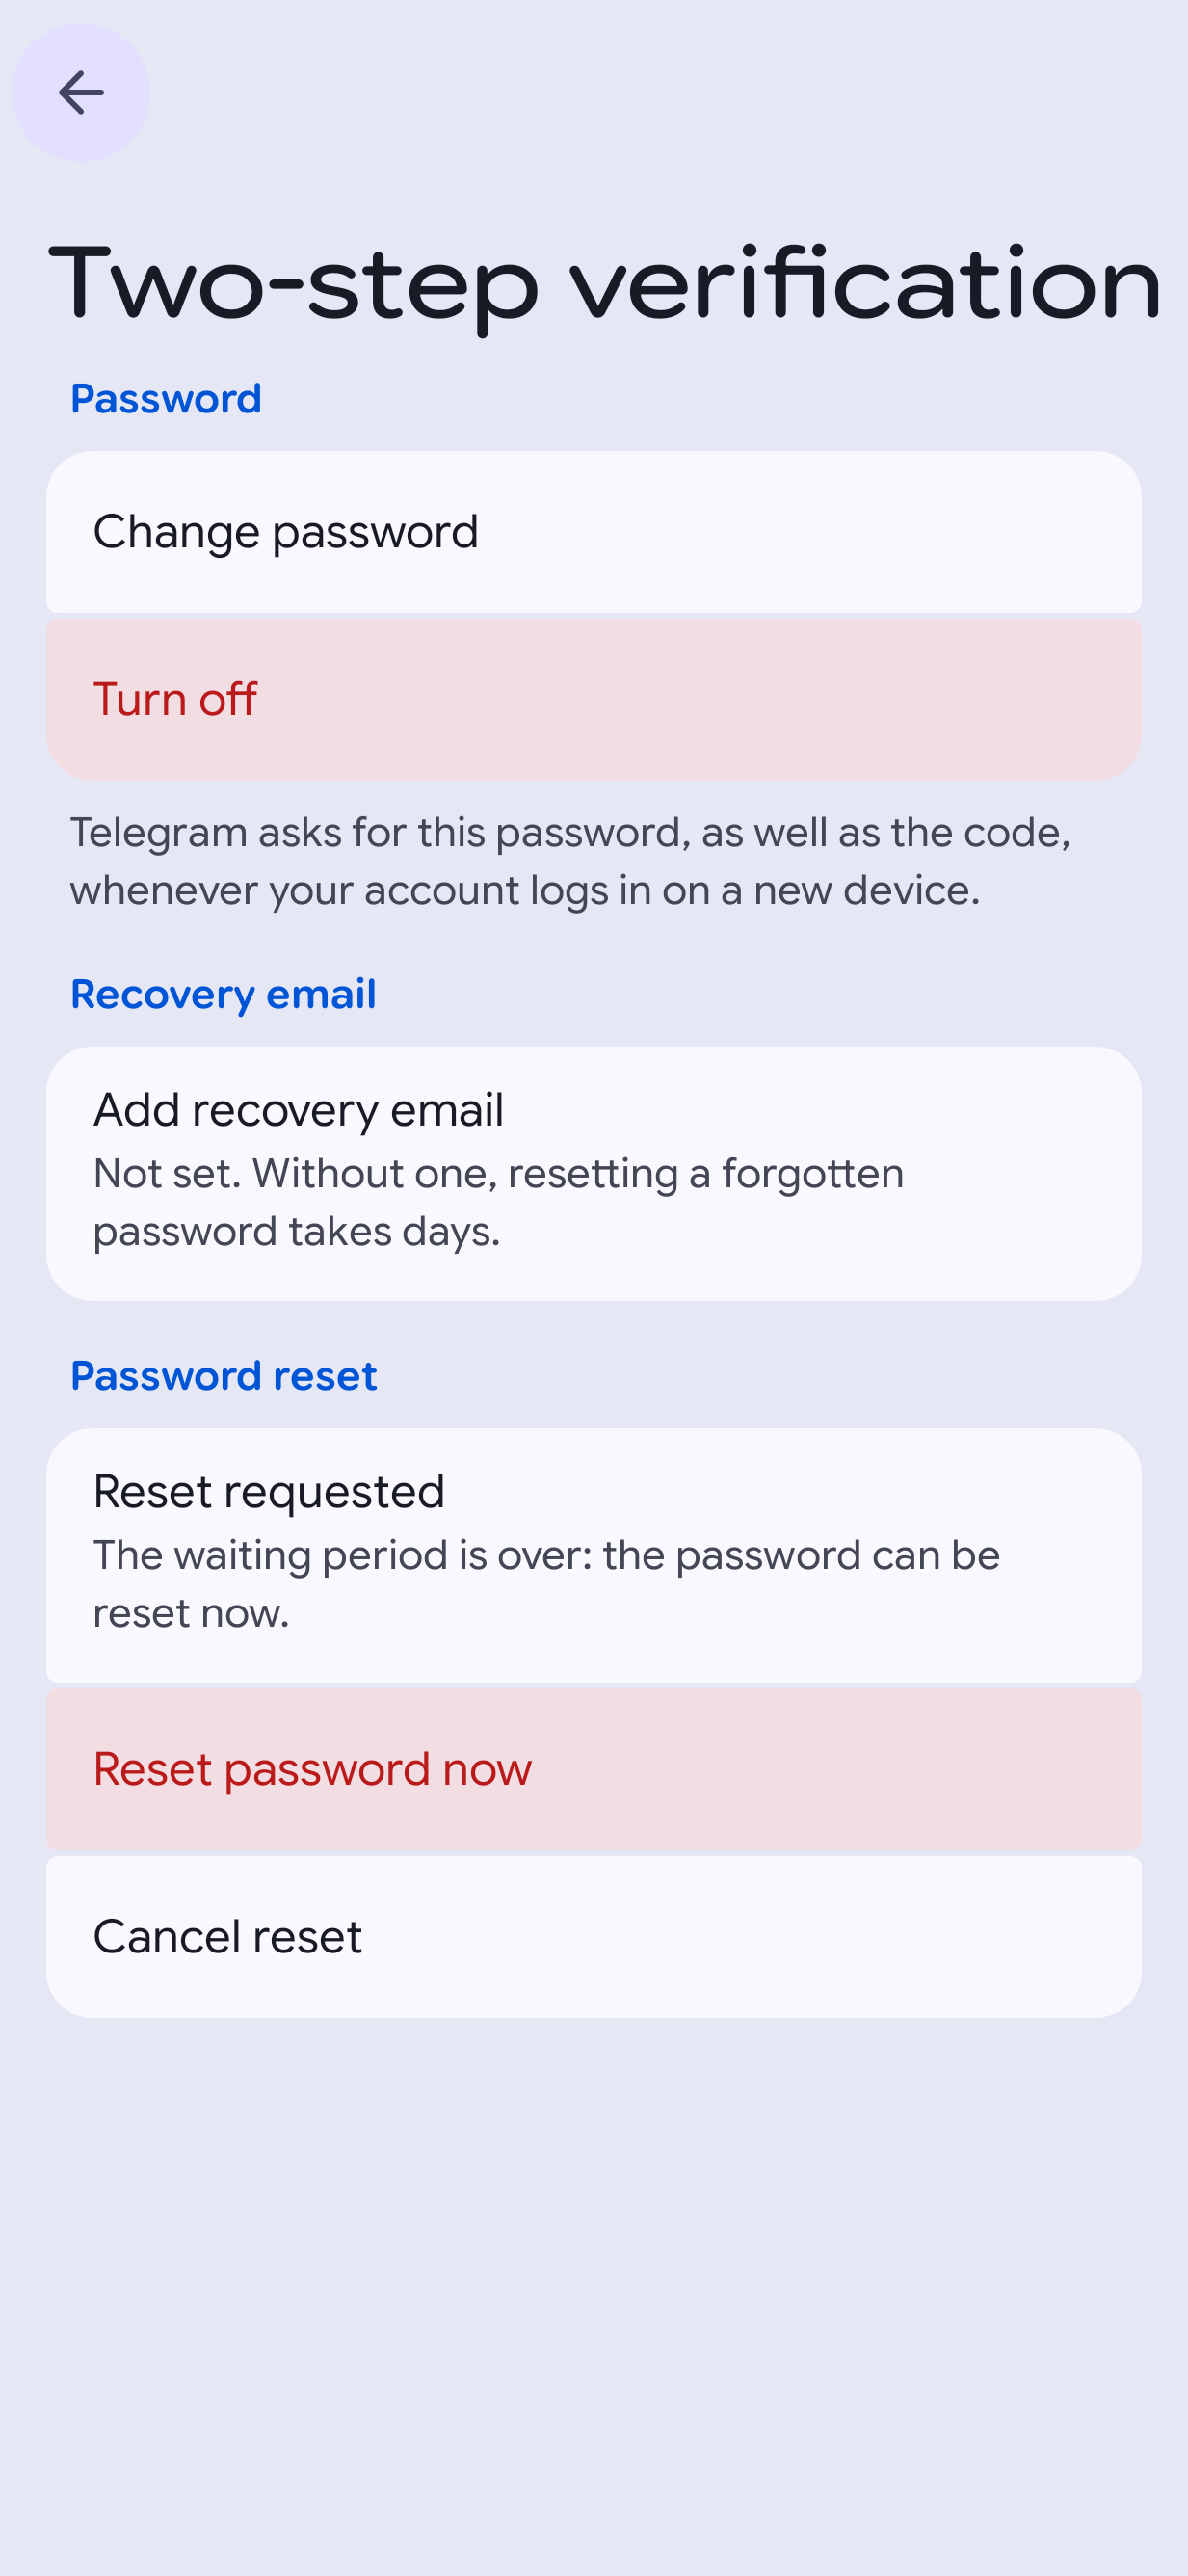 Two-step verification
Password
Change password
Turn off
Telegram asks for this password, as well as the code,
whenever your account logs in on a new device.
Recovery email
Add recovery email
Not set. Without one, resetting a forgotten
password takes days.
Password reset
Reset requested
The waiting period is over: the password can be
reset now.
Reset password now
Cancel reset